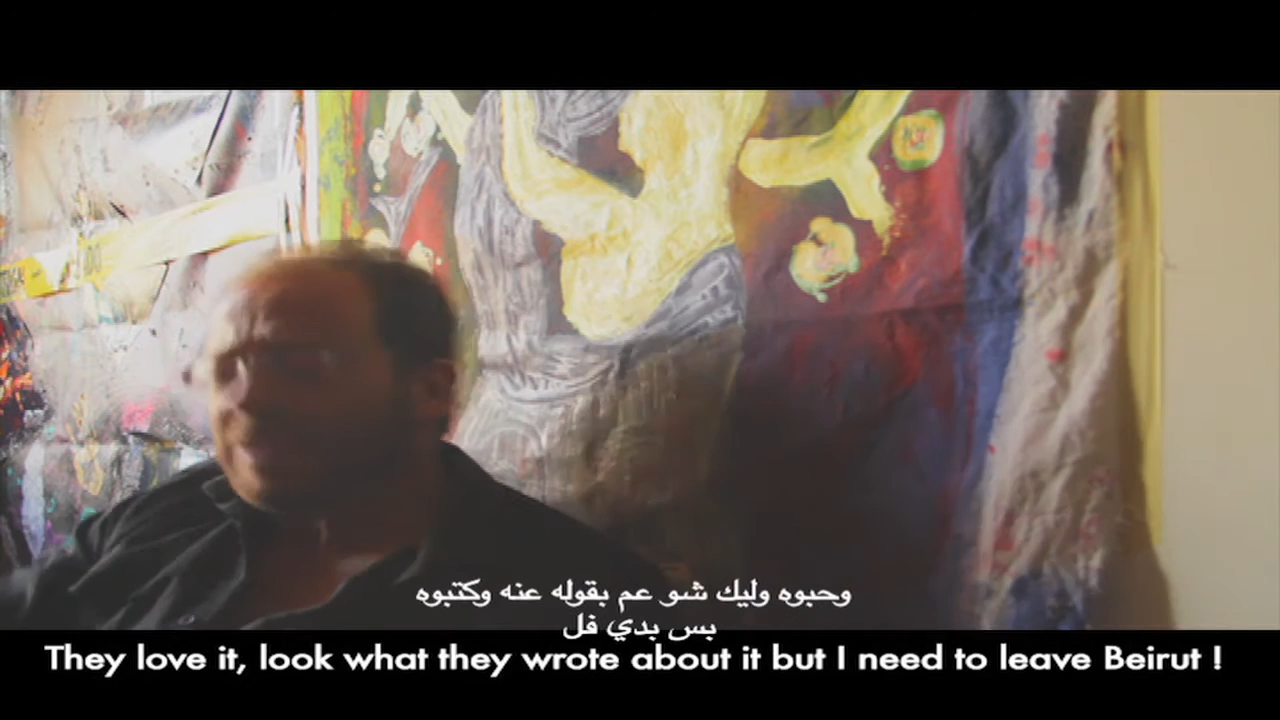 وحبوه وليك شو عم بقوله عنه وكتبوه
بس بدي فل
They love it, look what they wrote about it but I need to leave Beirut !